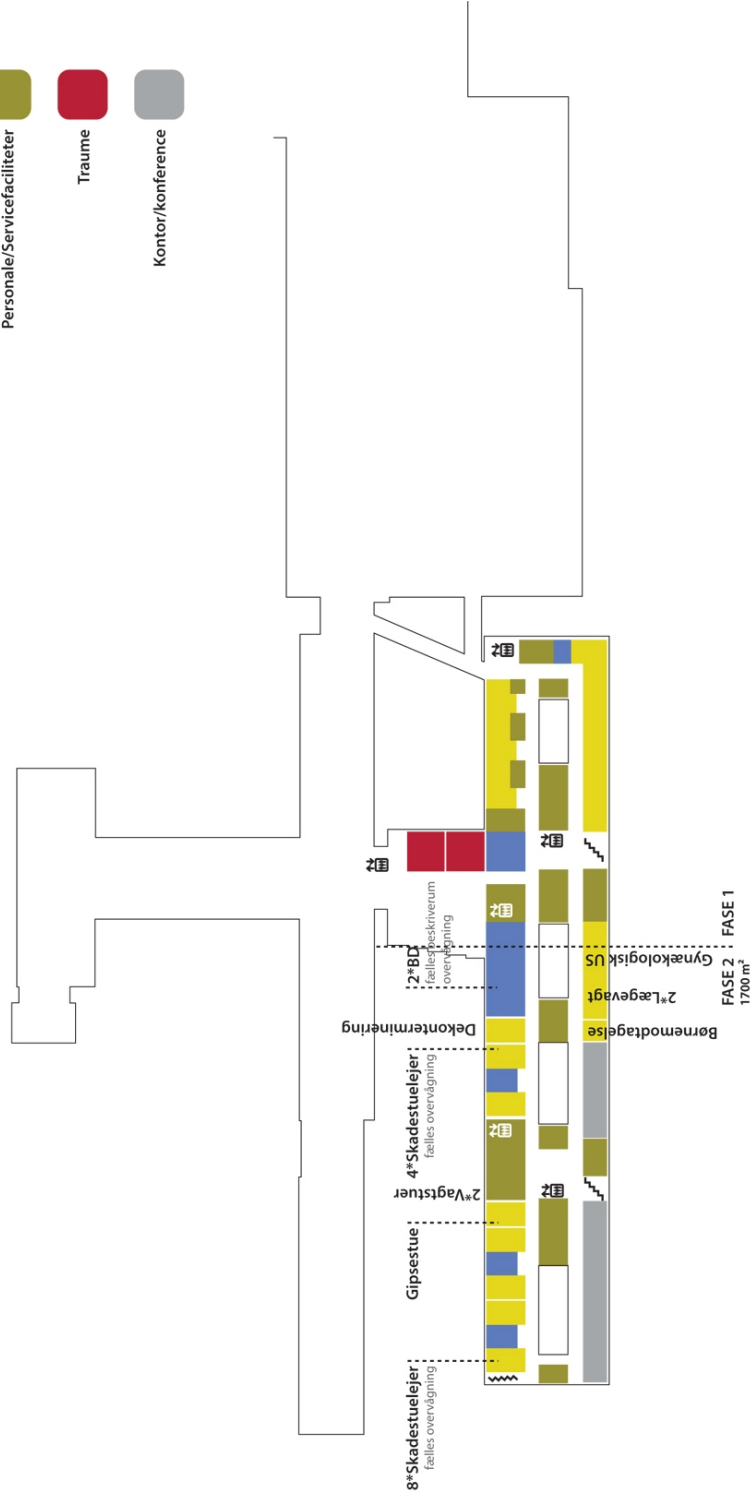 Personale/Servicefaciliteter
Traume
Kontor/konference
8*Skadestuelejer
fælles overvågning
Gipsestue
2*Vagtstuer
4*Skadestuelejer
fælles overvågning
Dekonterminering
2*BD
fælles beskriverum
overvågning
Børnemodtagelse
2*Lægevagt
Gynækologisk US
FASE 2
1700 m²
FASE 1